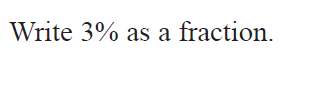 Write 3% as a fraction.